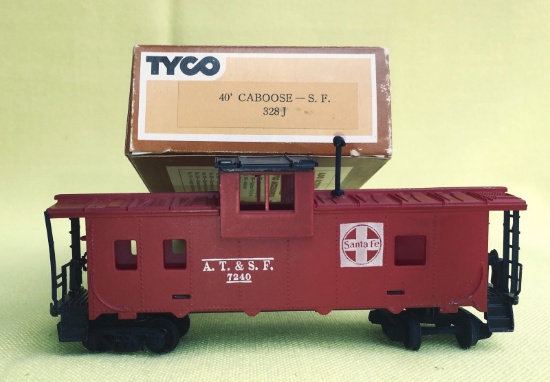 TYCO
40' CABOOSE — S. F.
328J
A. T. & S. F.
7240
Santa Fe